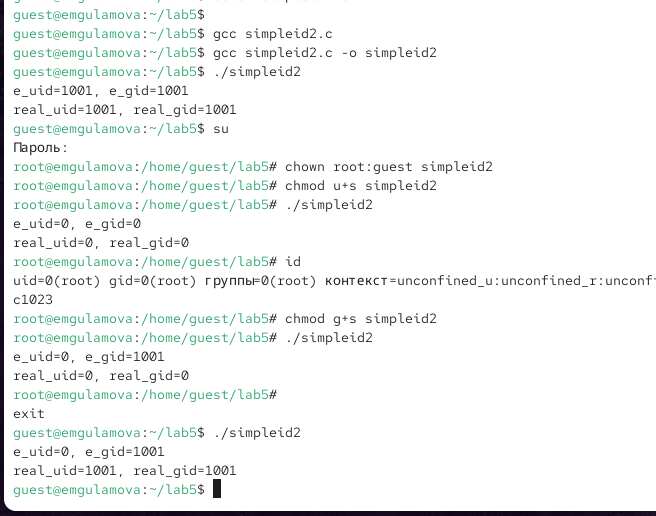 guest@emgulamova:~/lab5$
guest@emgulamova:~/lab5$ gcc simpleid2.c
guest@emgulamova:~/lab5$ gcc simpleid2.c -o simpleid2
guest@emgulamova:~/lab5$ ./simpleid2
e_uid=1001, e_gid=1001
real_uid=1001, real_gid=1001
guest@emgulamova:~/lab5$ su
Пароль:
root@emgulamova:/home/guest/lab5# chown root:guest simpleid2
root@emgulamova:/home/guest/lab5# chmod u+s simpleid2
root@emgulamova:/home/guest/lab5# ./simpleid2
e_uid=0, e_gid=0
real_uid=0, real_gid=0
root@emgulamova:/home/guest/lab5# id
uid=0(root) gid=0(root) группы=0(root) контекст=unconfined_u:unconfined_r:unconf
c1023
root@emgulamova:/home/guest/lab5# chmod g+s simpleid2
root@emgulamova:/home/guest/lab5# ./simpleid2
e_uid=0, e_gid=1001
real_uid=0, real_gid=0
root@emgulamova:/home/guest/lab5#
exit
guest@emgulamova:~/lab5$ ./simpleid2
e_uid=0, e_gid=1001
real_uid=1001, real_gid=1001
guest@emgulamova:~/lab5$